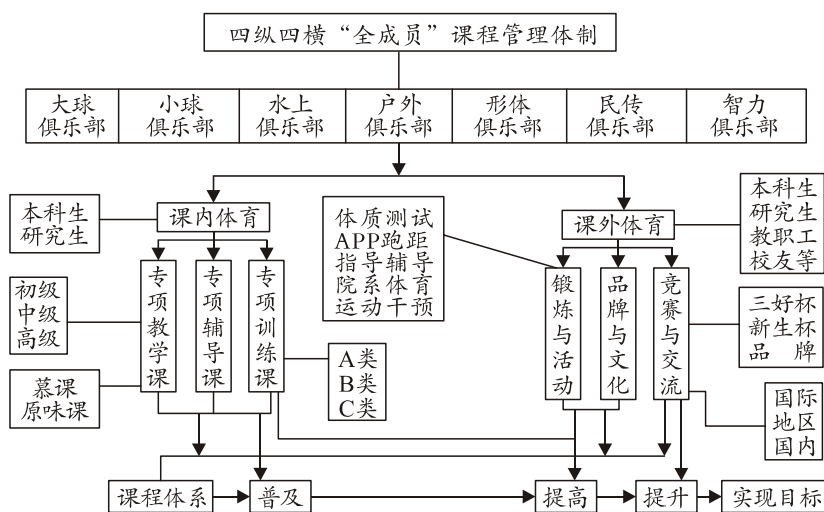 四纵四横“全成员”课程管理体制
大球
俱乐部
小球
俱乐部
水上
俱乐部
户外
俱乐部
形体
俱乐部
民传
俱乐部
智力
俱乐部
本科生
研究生
课内体育
体质测试
APP跑距
指导辅导
院系体育
运动干预
课外体育
本科生
研究生
教职工
校友等
初级
中级
高级
专项教学课
专项辅导课
专项训练课
锻炼与活动
品牌与文化
竞赛与交流
三好杯
新生杯
品牌
慕课
原味课
A类
B类
C类
国际
地区
国内
课程体系
普及
提高
提升
实现目标